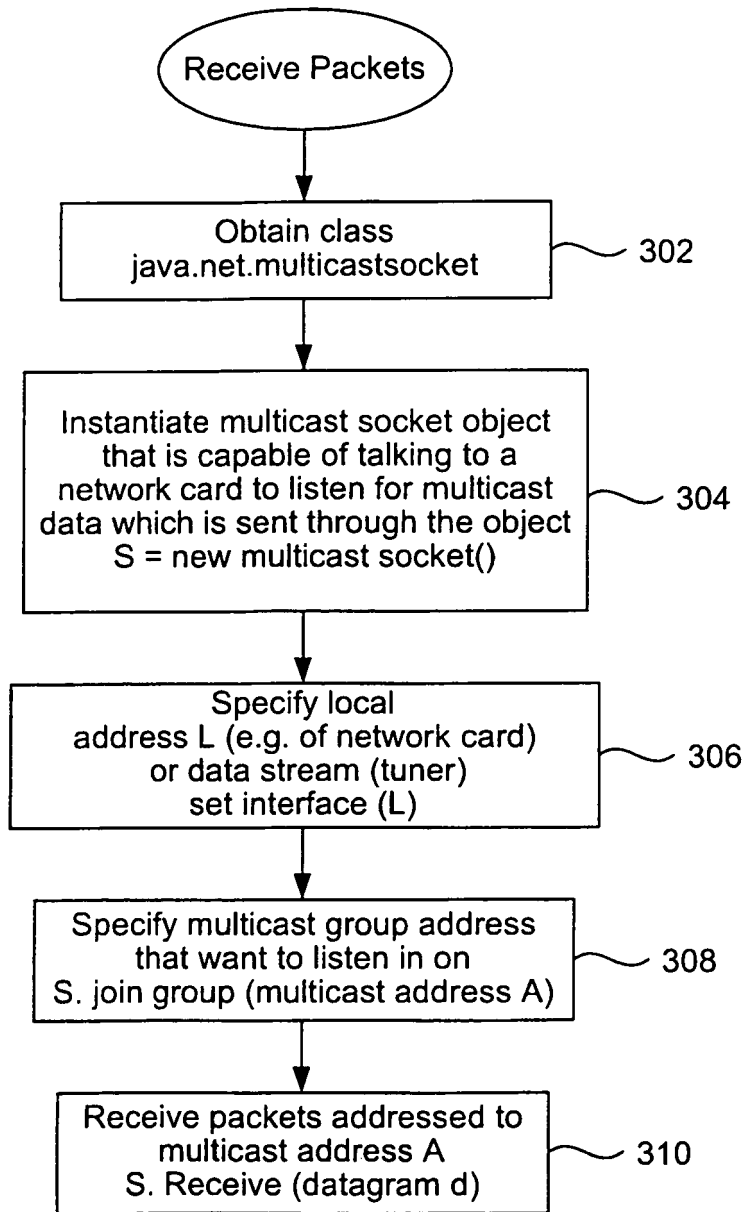 Receive Packets
Obtain class
java.net.multicastsocket
302
Instantiate multicast socket object
that is capable of talking to a
network card to listen for multicast
data which is sent through the object
S = new multicast socket()
304
Specify local
address L (e.g. of network card)
or data stream (tuner)
set interface (L)
306
Specify multicast group address
that want to listen in on
S. join group (multicast address A)
308
Receive packets addressed to
multicast address A
S. Receive (datagram d)
310